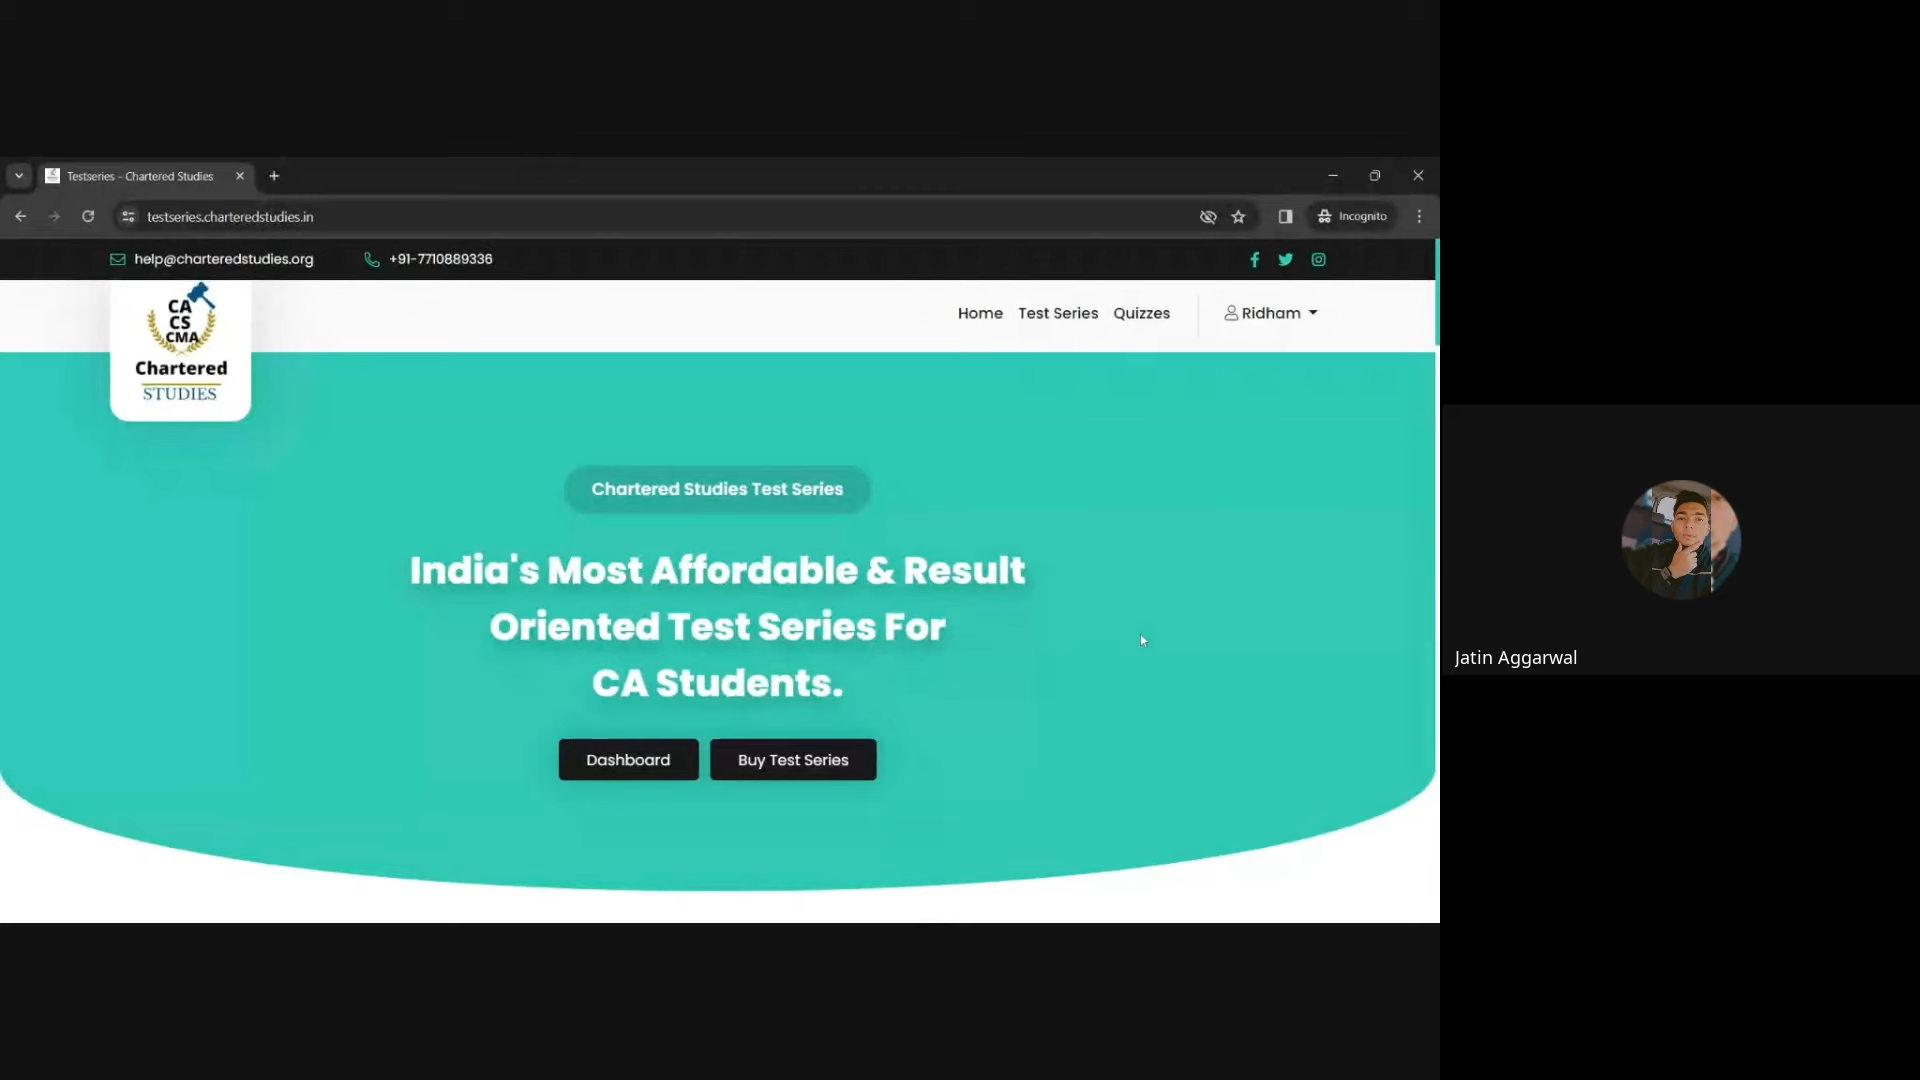 Testseries - Chartered Studies
testseries.charteredstudies.in
Incognito
help@charteredstudies.org
+91-7710889336
CA
CS
CMA
Chartered
STUDIES
Home
Test Series
Quizzes
Ridham
Chartered Studies Test Series
India's Most Affordable & Result
Oriented Test Series For
CA Students.
Dashboard
Buy Test Series
Jatin Aggarwal